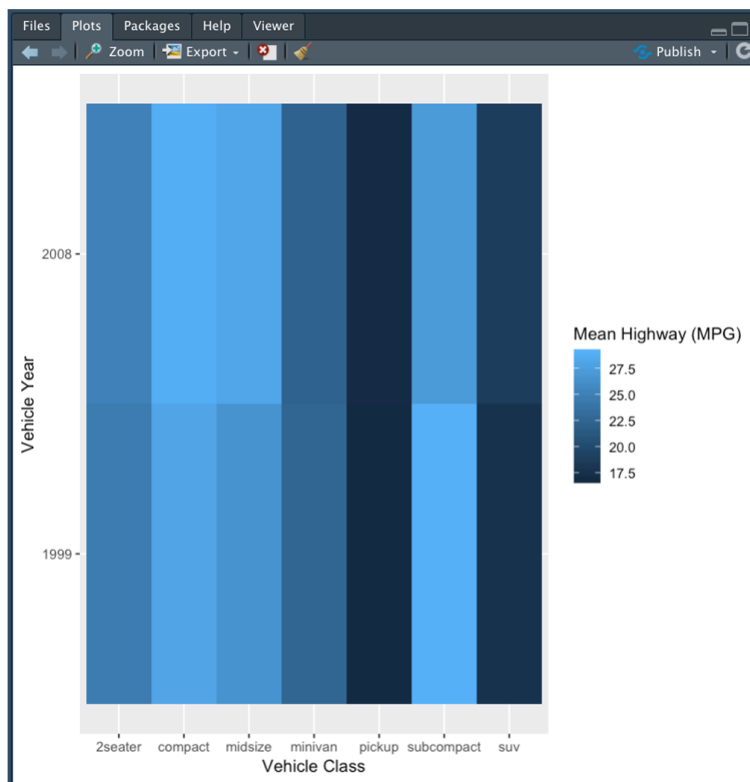 Files Plots Packages Help Viewer
Zoom Export Publish
Mean Highway (MPG)
27.5
25.0
22.5
20.0
17.5
Vehicle Year
2008
1999
2seater compact midsize minivan pickup subcompact suv
Vehicle Class